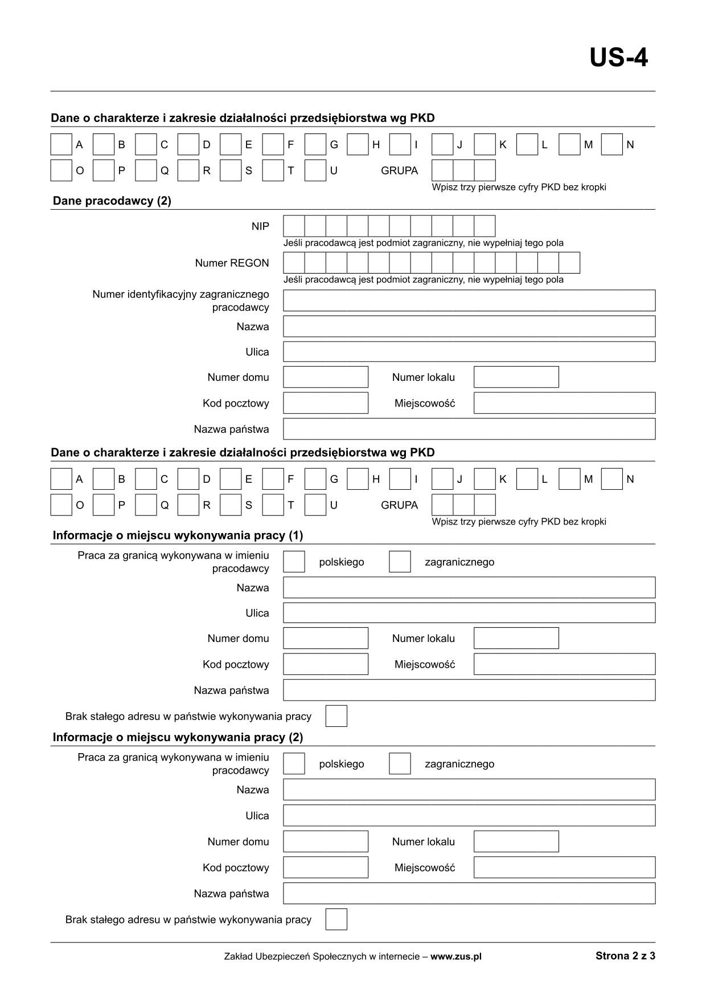 US-4
Dane o charakterze i zakresie działalności przedsiębiorstwa wg PKD
A B C D E F G H I J K L M N
O P Q R S T U GRUPA
Wpisz trzy pierwsze cyfry PKD bez kropki
Dane pracodawcy (2)
NIP
Jeśli pracodawcą jest podmiot zagraniczny, nie wypełniaj tego pola
Numer REGON
Jeśli pracodawcą jest podmiot zagraniczny, nie wypełniaj tego pola
Numer identyfikacyjny zagranicznego
pracodawcy
Nazwa
Ulica
Numer domu Numer lokalu
Kod pocztowy Miejscowość
Nazwa państwa
Dane o charakterze i zakresie działalności przedsiębiorstwa wg PKD
A B C D E F G H I J K L M N
O P Q R S T U GRUPA
Wpisz trzy pierwsze cyfry PKD bez kropki
Informacje o miejscu wykonywania pracy (1)
Praca za granicą wykonywana w imieniu
pracodawcy polskiego zagranicznego
Nazwa
Ulica
Numer domu Numer lokalu
Kod pocztowy Miejscowość
Nazwa państwa
Brak stałego adresu w państwie wykonywania pracy
Informacje o miejscu wykonywania pracy (2)
Praca za granicą wykonywana w imieniu
pracodawcy polskiego zagranicznego
Nazwa
Ulica
Numer domu Numer lokalu
Kod pocztowy Miejscowość
Nazwa państwa
Brak stałego adresu w państwie wykonywania pracy
Zakład Ubezpieczeń Społecznych w internecie – www.zus.pl Strona 2 z 3